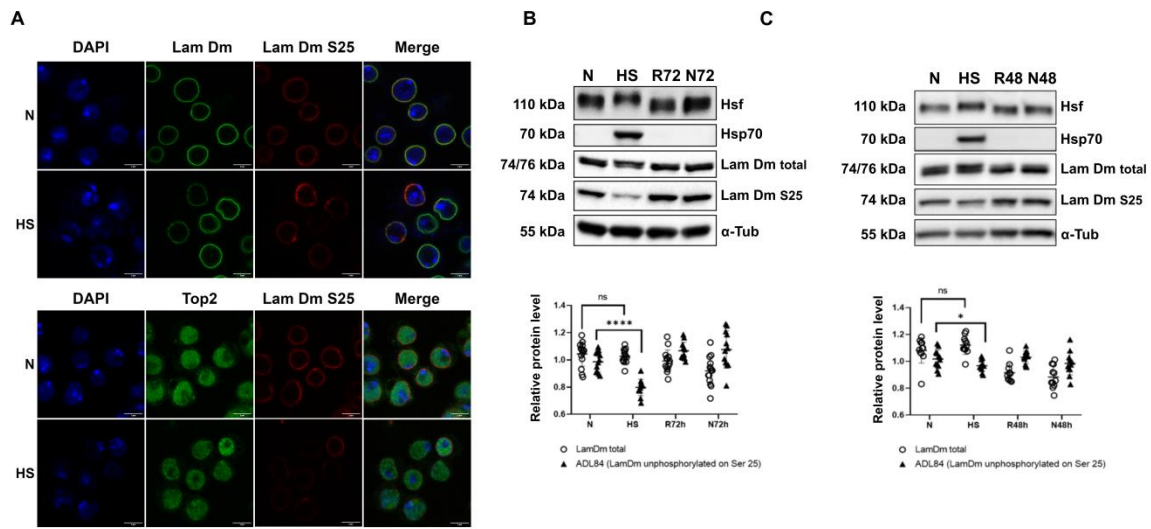 A
DAPI Lam Dm Lam Dm S25 Merge
N
HS
DAPI Top2 Lam Dm S25 Merge
N
HS
B
N HS R72 N72
110 kDa Hsf
70 kDa Hsp70
74/76 kDa Lam Dm total
74 kDa Lam Dm S25
55 kDa α-Tub
Relative protein level
1.4
1.2
1.0
0.8
0.6
ns
****
N HS R72h N72h
LamDm total
ADL84 (LamDm unphosphorylated on Ser 25)
C
N HS R48 N48
110 kDa Hsf
70 kDa Hsp70
74/76 kDa Lam Dm total
74 kDa Lam Dm S25
55 kDa α-Tub
Relative protein level
1.4
1.2
1.0
0.8
0.6
ns
*
N HS R48h N48h
LamDm total
ADL84 (LamDm unphosphorylated on Ser 25)